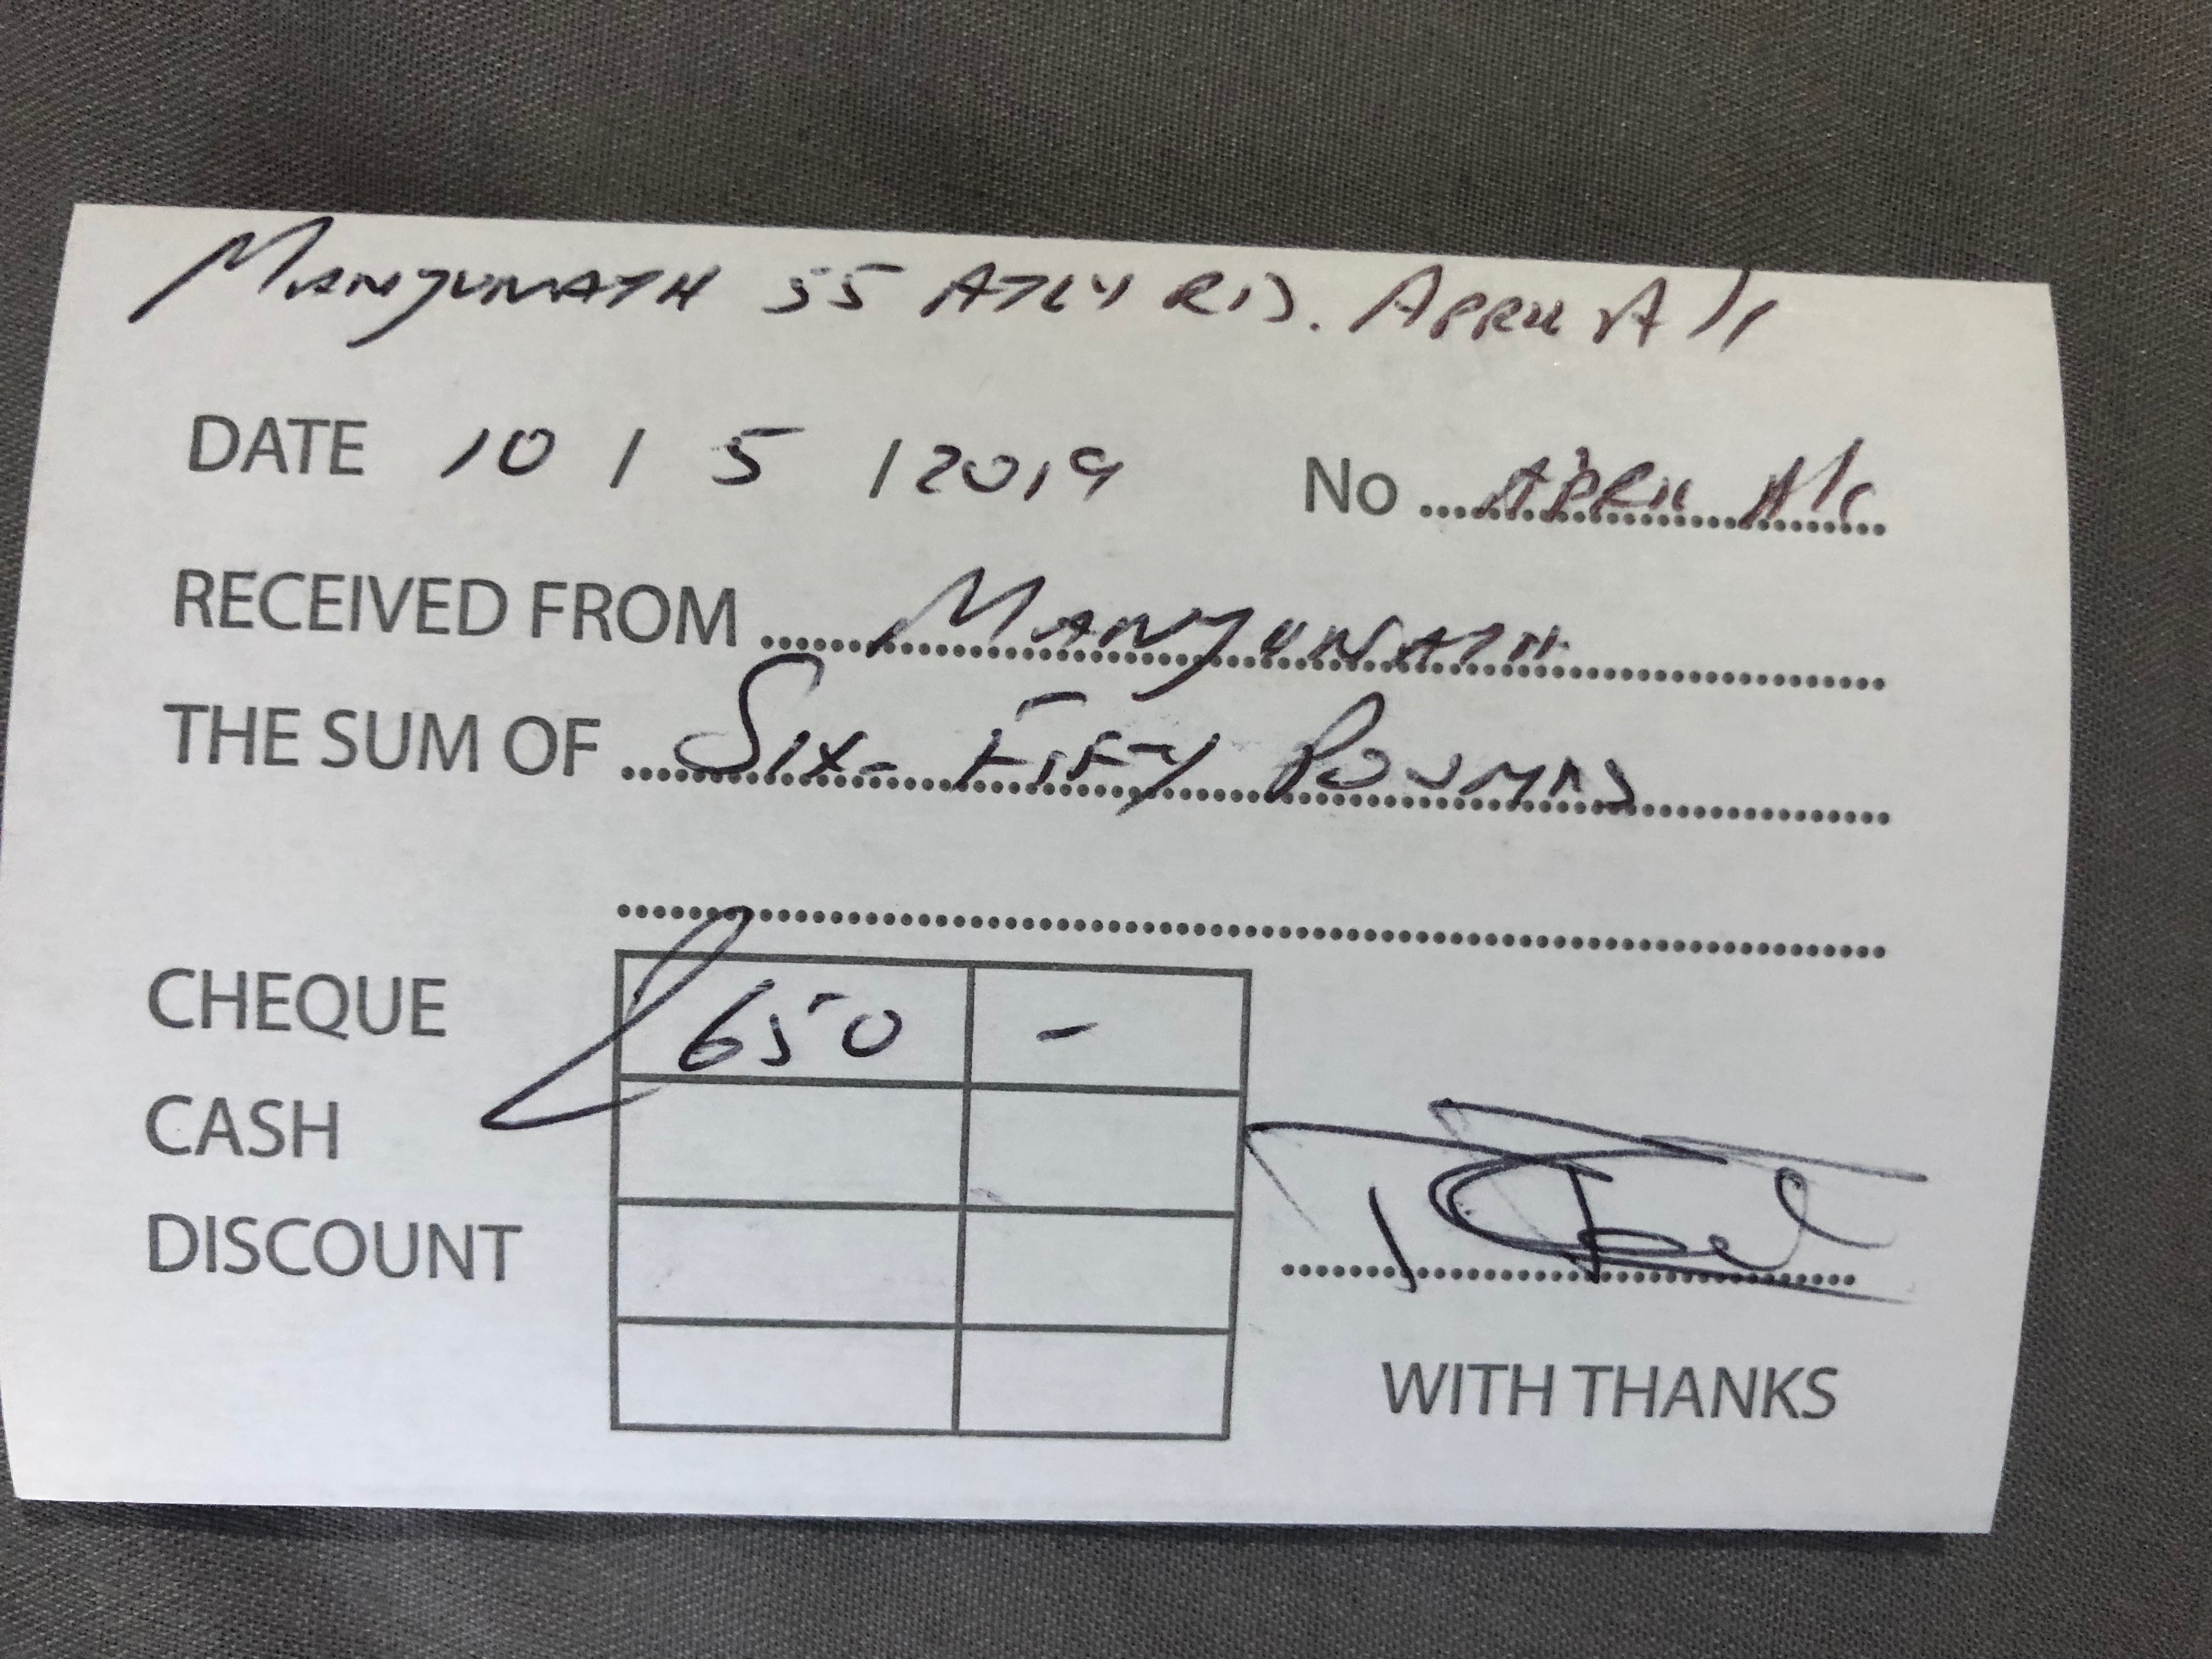 MANJUNATH 55 ATLY RD. APRIL A/C
DATE 10 / 5 / 2019 No APRIL A/C
RECEIVED FROM MANJUNATH
THE SUM OF SIX- FIFTY POUNDS
CHEQUE 650 -
CASH
DISCOUNT
WITH THANKS